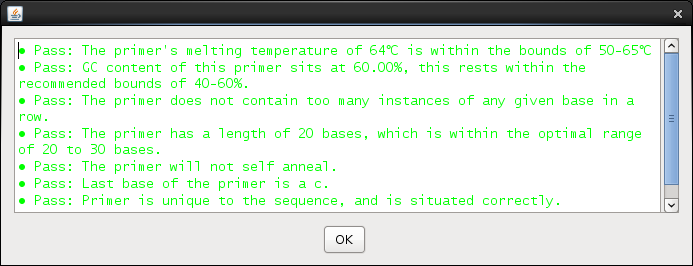 ● Pass: The primer's melting temperature of 64℃ is within the bounds of 50-65℃
● Pass: GC content of this primer sits at 60.00%, this rests within the
recommended bounds of 40-60%.
● Pass: The primer does not contain too many instances of any given base in a
row.
● Pass: The primer has a length of 20 bases, which is within the optimal range
of 20 to 30 bases.
● Pass: The primer will not self anneal.
● Pass: Last base of the primer is a c.
● Pass: Primer is unique to the sequence, and is situated correctly.
OK